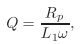 Q = \frac{R_p}{L_1 \omega},